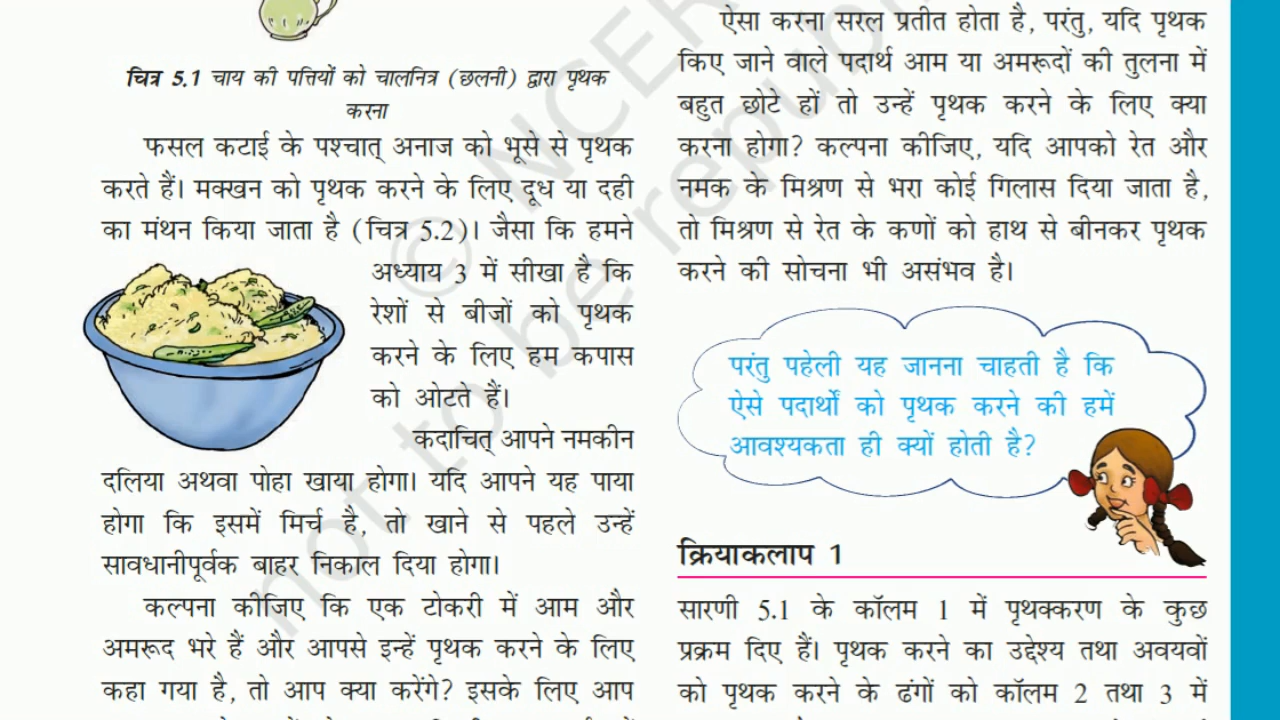 चित्र 5.1 चाय की पत्तियों को चालनित्र (छलनी) द्वारा पृथक
करना
फसल कटाई के पश्चात् अनाज को भूसे से पृथक
करते हैं। मक्खन को पृथक करने के लिए दूध या दही
का मंथन किया जाता है (चित्र 5.2)। जैसा कि हमने
अध्याय 3 में सीखा है कि
रेशों से बीजों को पृथक
करने के लिए हम कपास
को ओटते हैं।
कदाचित् आपने नमकीन
दलिया अथवा पोहा खाया होगा। यदि आपने यह पाया
होगा कि इसमें मिर्च है, तो खाने से पहले उन्हें
सावधानीपूर्वक बाहर निकाल दिया होगा।
कल्पना कीजिए कि एक टोकरी में आम और
अमरूद भरे हैं और आपसे इन्हें पृथक करने के लिए
कहा गया है, तो आप क्या करेंगे? इसके लिए आप
ऐसा करना सरल प्रतीत होता है, परंतु, यदि पृथक
किए जाने वाले पदार्थ आम या अमरूदों की तुलना में
बहुत छोटे हों तो उन्हें पृथक करने के लिए क्या
करना होगा? कल्पना कीजिए, यदि आपको रेत और
नमक के मिश्रण से भरा कोई गिलास दिया जाता है,
तो मिश्रण से रेत के कणों को हाथ से बीनकर पृथक
करने की सोचना भी असंभव है।
परंतु पहेली यह जानना चाहती है कि
ऐसे पदार्थों को पृथक करने की हमें
आवश्यकता ही क्यों होती है?
क्रियाकलाप 1
सारणी 5.1 के कॉलम 1 में पृथक्करण के कुछ
प्रक्रम दिए हैं। पृथक करने का उद्देश्य तथा अवयवों
को पृथक करने के ढंगों को कॉलम 2 तथा 3 में
© NCER
not to be republ